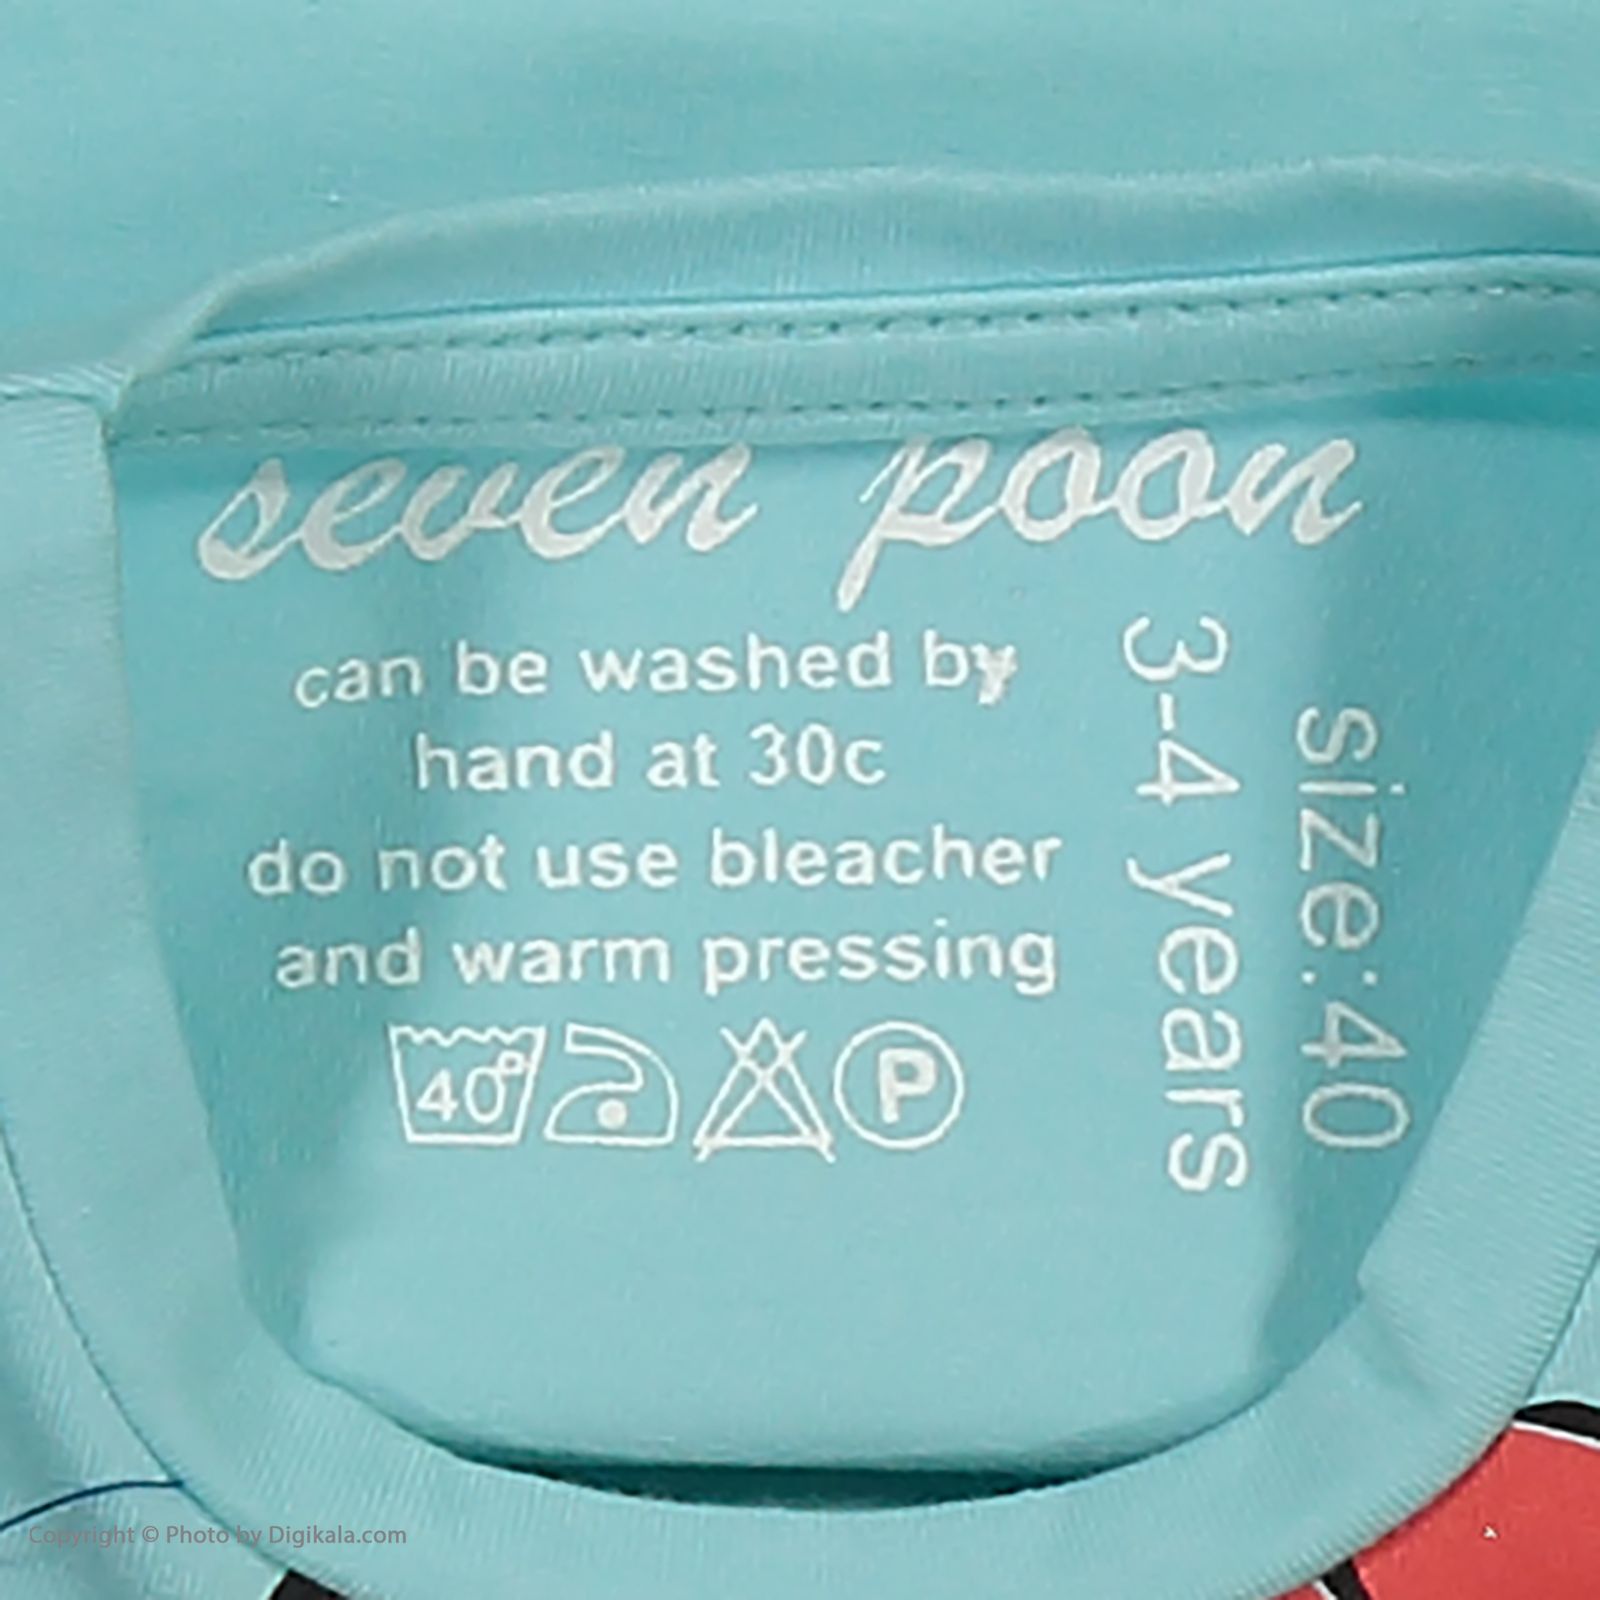 seven poon
can be washed by
hand at 30c
do not use bleacher
and warm pressing
40°
P
3-4 years
size:40
Copyright © Photo by Digikala.com